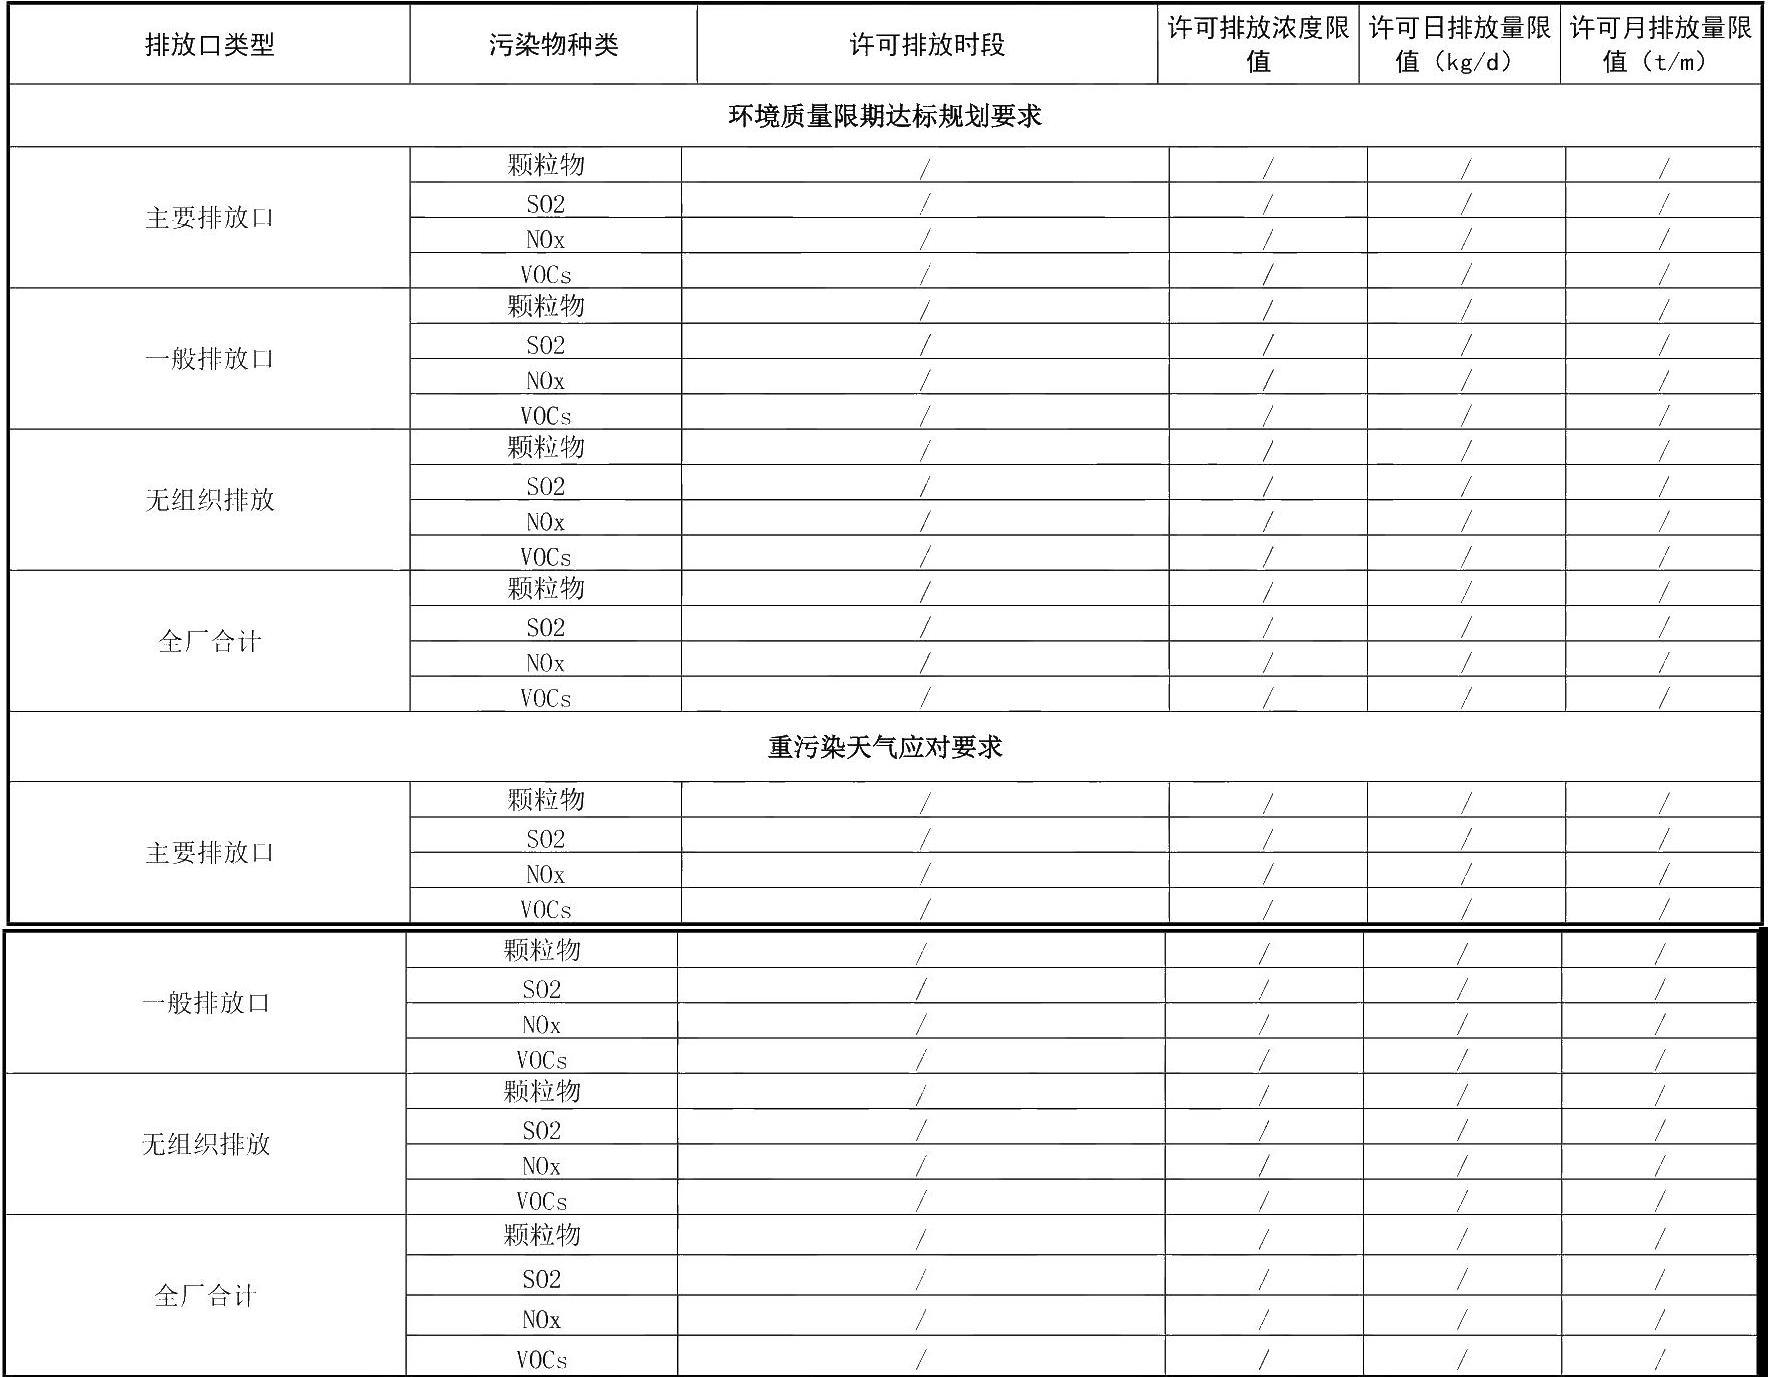 排放口类型 污染物种类 许可排放时段 许可排放浓度限值 许可日排放量限值（kg/d） 许可月排放量限值（t/m）
环境质量限期达标规划要求
主要排放口 颗粒物 / / / /
SO2 / / / /
NOx / / / /
VOCs / / / /
一般排放口 颗粒物 / / / /
SO2 / / / /
NOx / / / /
VOCs / / / /
无组织排放 颗粒物 / / / /
SO2 / / / /
NOx / / / /
VOCs / / / /
全厂合计 颗粒物 / / / /
SO2 / / / /
NOx / / / /
VOCs / / / /
重污染天气应对要求
主要排放口 颗粒物 / / / /
SO2 / / / /
NOx / / / /
VOCs / / / /
一般排放口 颗粒物 / / / /
SO2 / / / /
NOx / / / /
VOCs / / / /
无组织排放 颗粒物 / / / /
SO2 / / / /
NOx / / / /
VOCs / / / /
全厂合计 颗粒物 / / / /
SO2 / / / /
NOx / / / /
VOCs / / / /